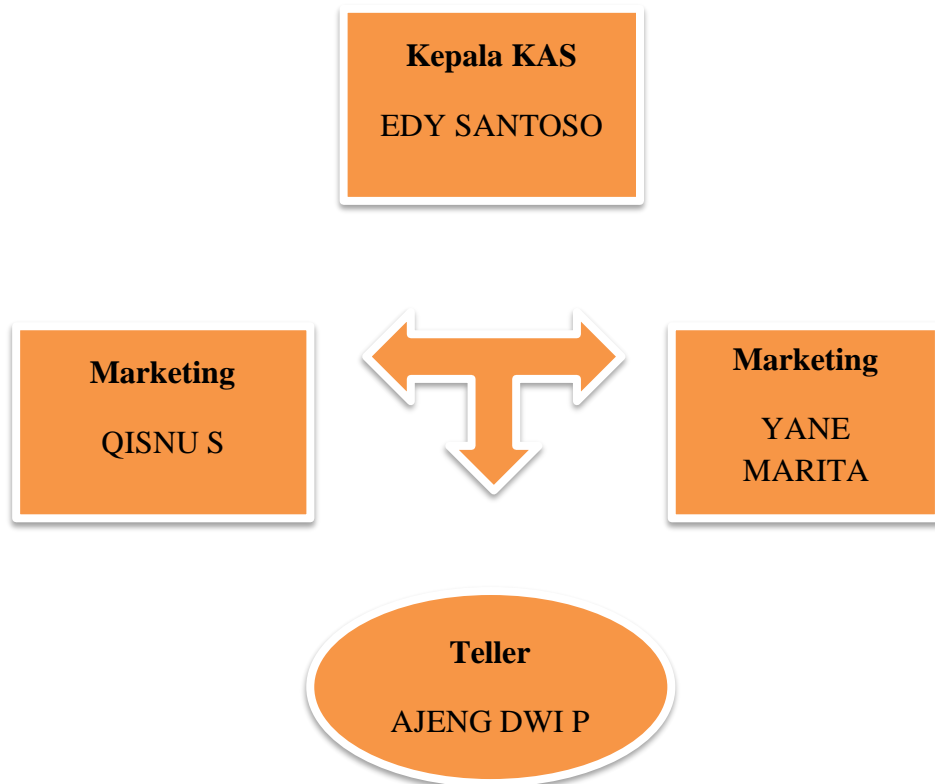 Kepala KAS
EDY SANTOSO
Marketing
QISNU S
Marketing
YANE
MARITA
Teller
AJENG DWI P